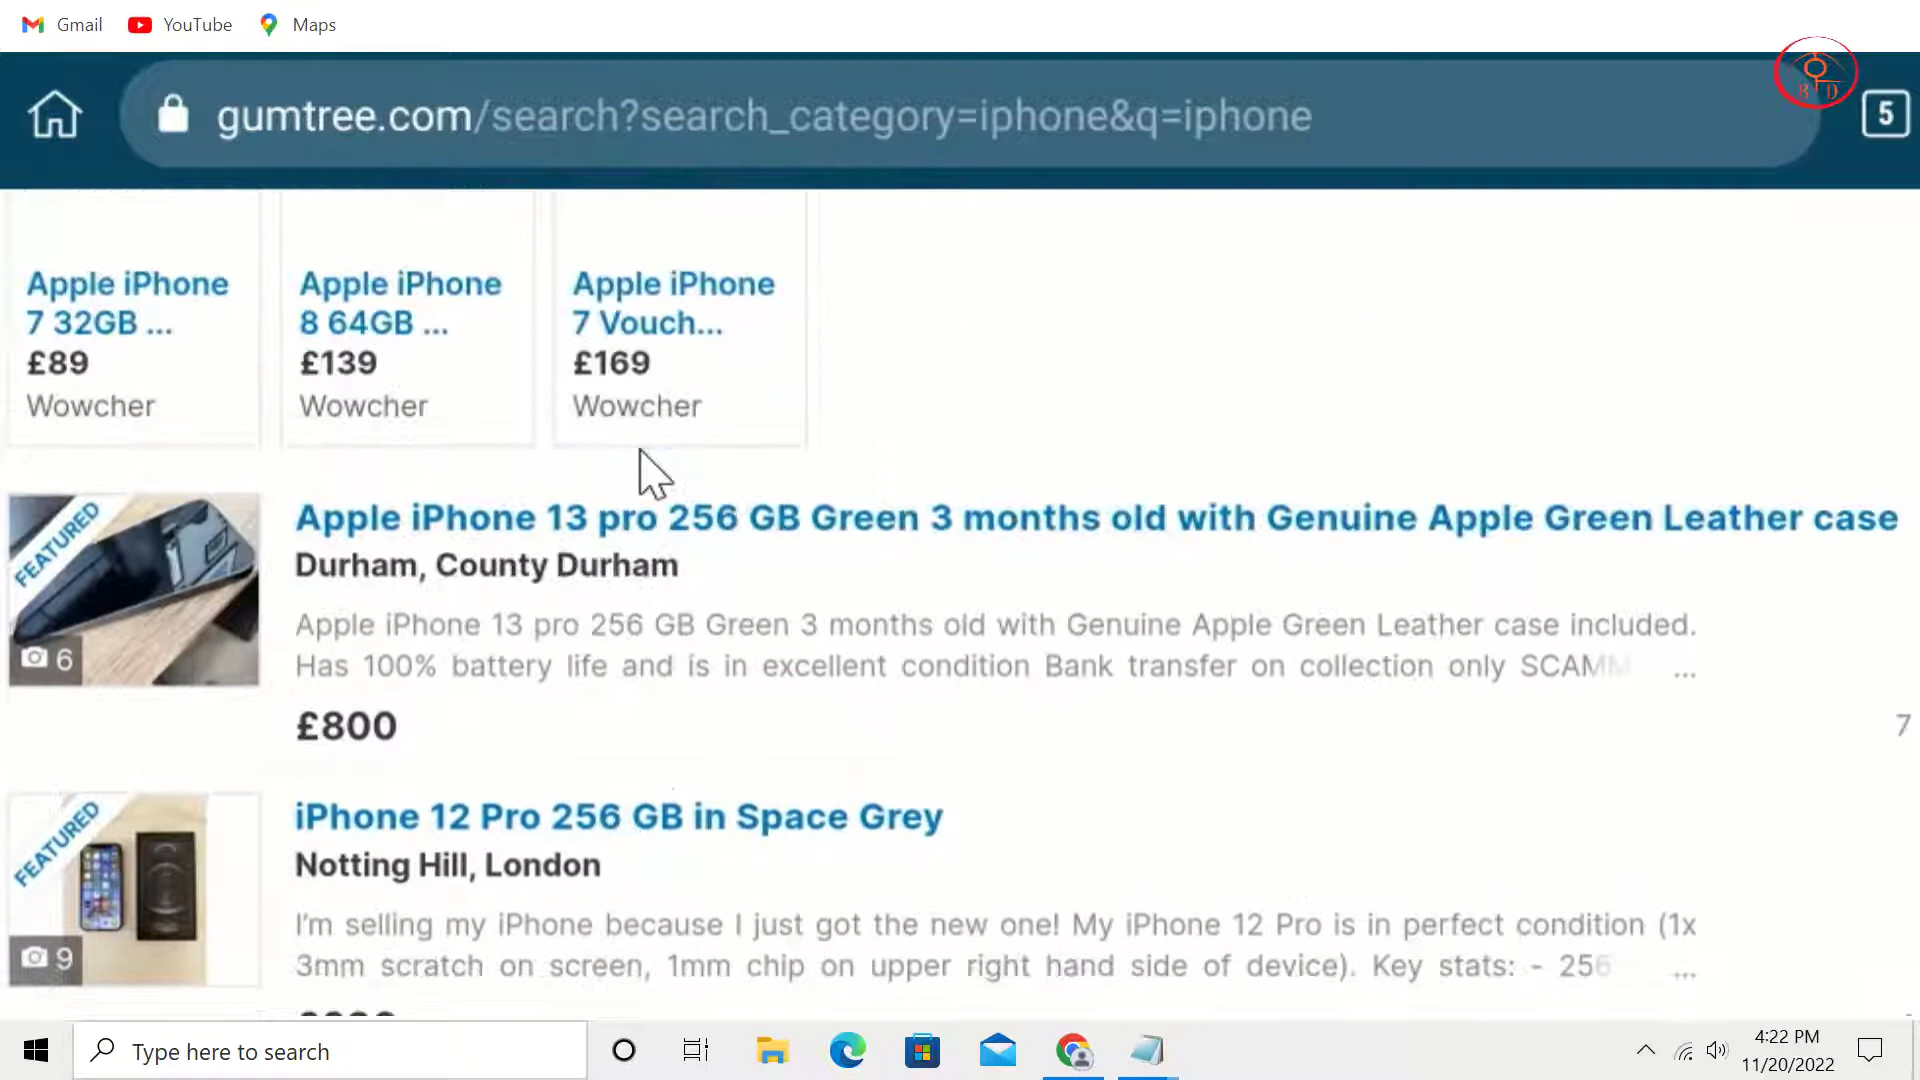 Gmail YouTube Maps
gumtree.com/search?search_category=iphone&q=iphone
5
B D
Apple iPhone
7 32GB ...
£89
Wowcher
Apple iPhone
8 64GB ...
£139
Wowcher
Apple iPhone
7 Vouch...
£169
Wowcher
FEATURED
6
Apple iPhone 13 pro 256 GB Green 3 months old with Genuine Apple Green Leather case
Durham, County Durham
Apple iPhone 13 pro 256 GB Green 3 months old with Genuine Apple Green Leather case included.
Has 100% battery life and is in excellent condition Bank transfer on collection only SCAMM ...
£800
7
FEATURED
9
iPhone 12 Pro 256 GB in Space Grey
Notting Hill, London
I'm selling my iPhone because I just got the new one! My iPhone 12 Pro is in perfect condition (1x
3mm scratch on screen, 1mm chip on upper right hand side of device). Key stats: - 256 ...
Type here to search
4:22 PM
11/20/2022